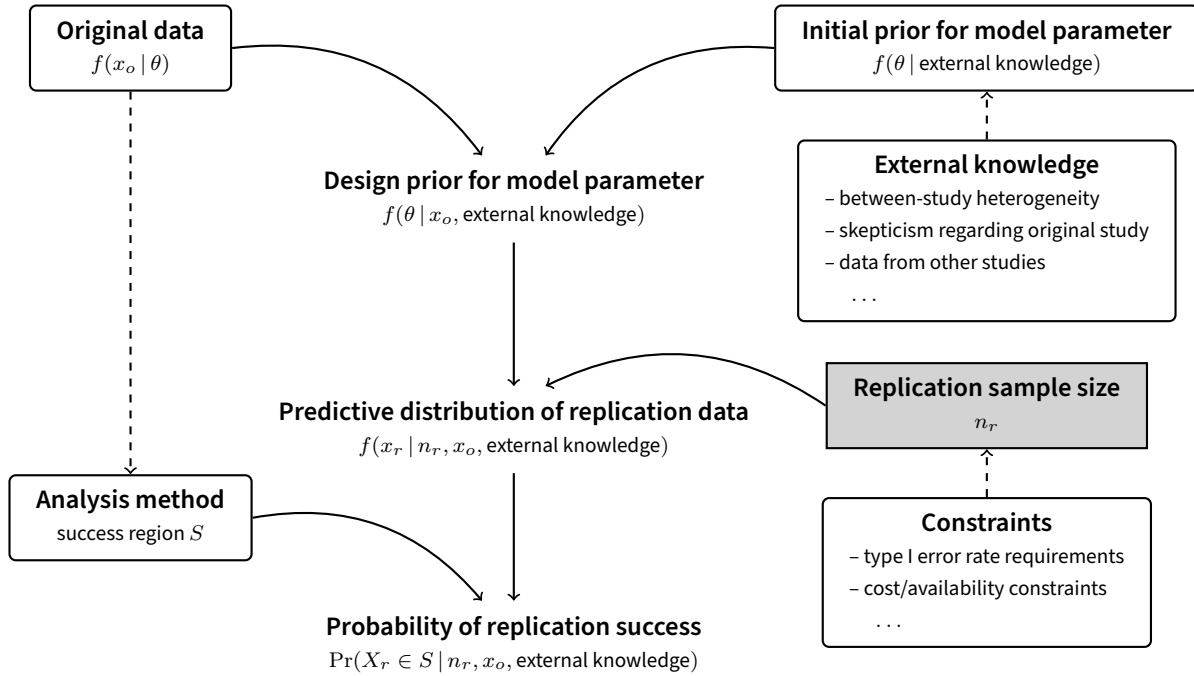 Original data
f(x_o | θ)
Initial prior for model parameter
f(θ | external knowledge)
External knowledge
– between-study heterogeneity
– skepticism regarding original study
– data from other studies
. . .
Design prior for model parameter
f(θ | x_o, external knowledge)
Replication sample size
n_r
Predictive distribution of replication data
f(x_r | n_r, x_o, external knowledge)
Analysis method
success region S
Constraints
– type I error rate requirements
– cost/availability constraints
. . .
Probability of replication success
Pr(X_r ∈ S | n_r, x_o, external knowledge)